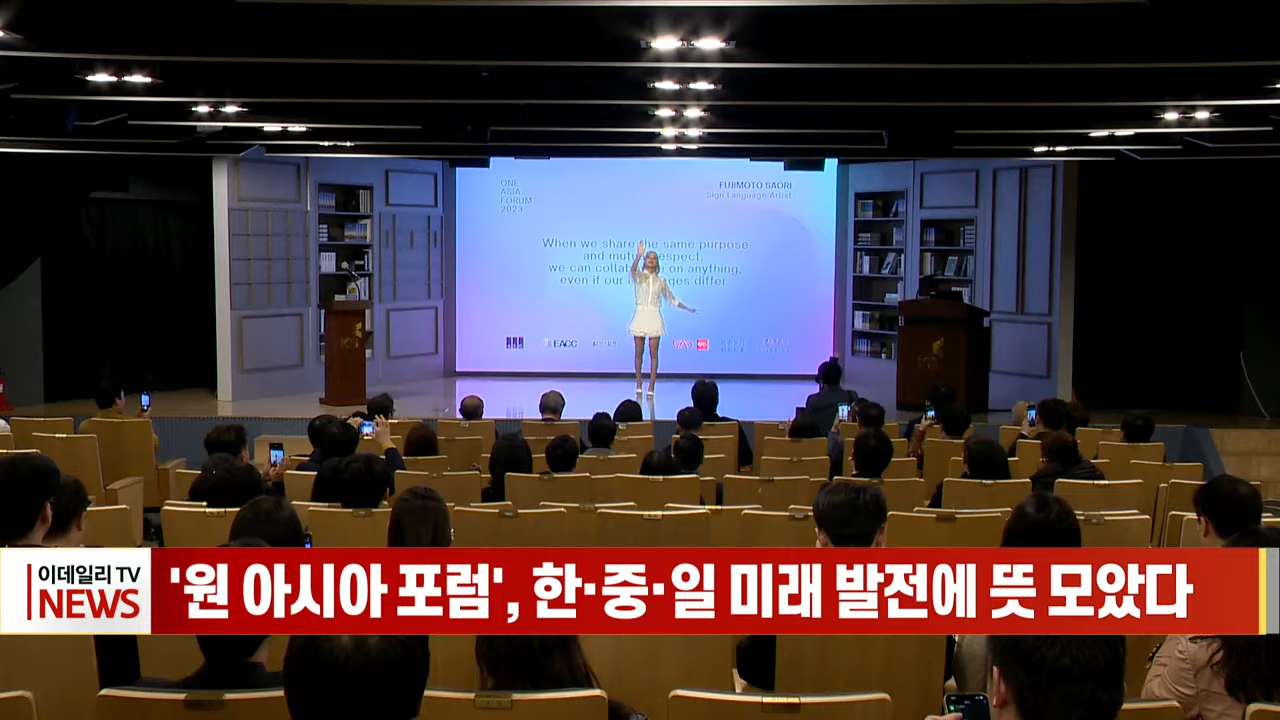 ONE
ASIA
FORUM
2023
FUJIMOTO SAORI
Sign Language Artist
When we share the same purpose
and mutual respect,
we can collaborate on anything,
even if our differ
EACC
이데일리 TV
NEWS
'원 아시아 포럼', 한·중·일 미래 발전에 뜻 모았다